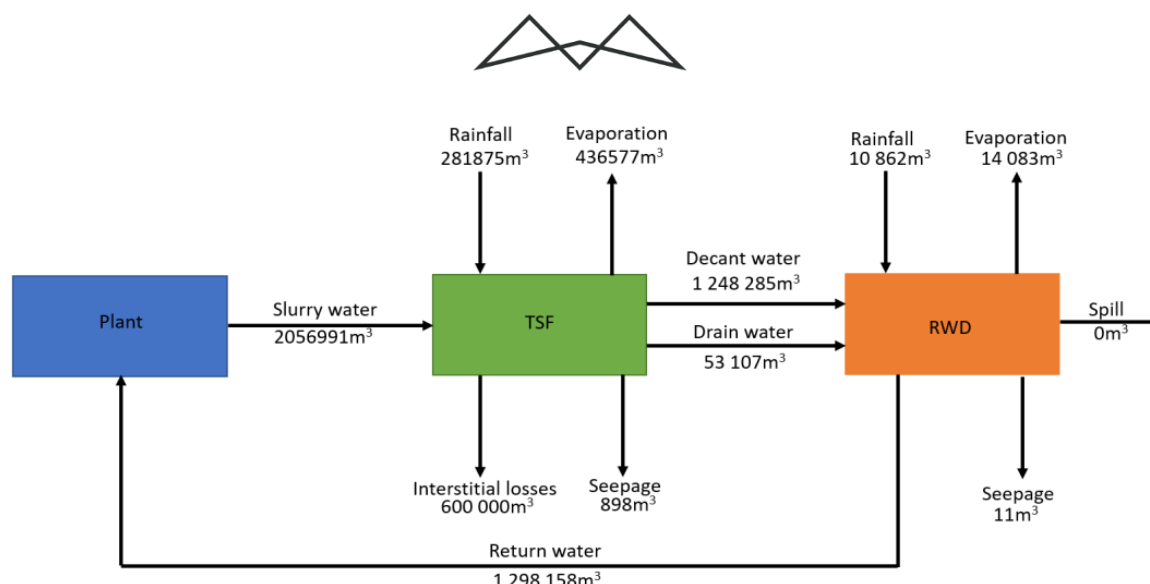 Rainfall
281875m³
Evaporation
436577m³
Rainfall
10 862m³
Evaporation
14 083m³
Plant
Slurry water
2056991m³
TSF
Decant water
1 248 285m³
Drain water
53 107m³
RWD
Spill
0m³
Interstitial losses
600 000m³
Seepage
898m³
Seepage
11m³
Return water
1 298 158m³